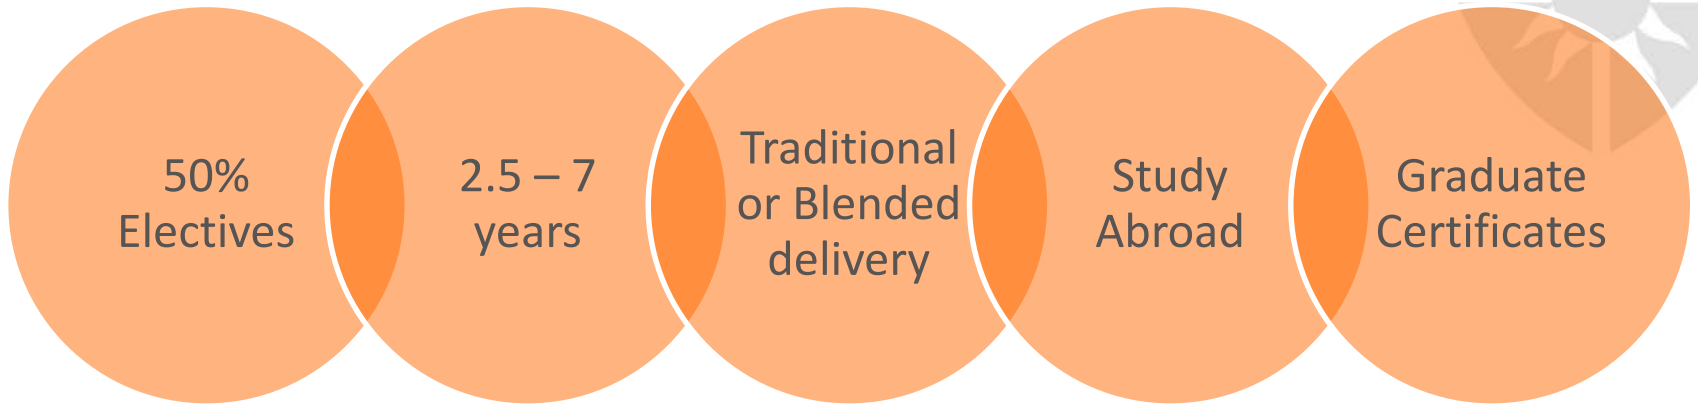 50%
Electives
2.5 – 7
years
Traditional
or Blended
delivery
Study
Abroad
Graduate
Certificates